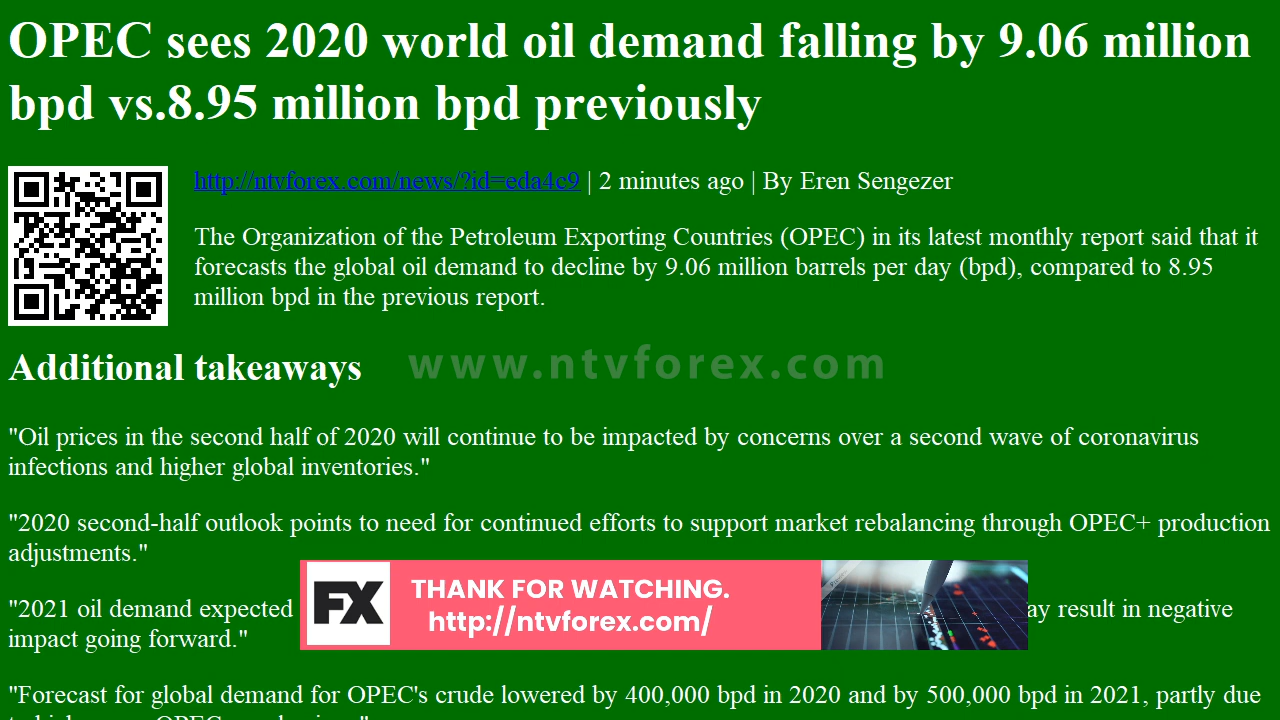 OPEC sees 2020 world oil demand falling by 9.06 million
bpd vs.8.95 million bpd previously
http://ntvforex.com/news/?id=eda4c9 | 2 minutes ago | By Eren Sengezer
The Organization of the Petroleum Exporting Countries (OPEC) in its latest monthly report said that it
forecasts the global oil demand to decline by 9.06 million barrels per day (bpd), compared to 8.95
million bpd in the previous report.
Additional takeaways
www.ntvforex.com
"Oil prices in the second half of 2020 will continue to be impacted by concerns over a second wave of coronavirus
infections and higher global inventories."
"2020 second-half outlook points to need for continued efforts to support market rebalancing through OPEC+ production
adjustments."
"2021 oil demand expected
result in negative
impact going forward."
FX
THANK FOR WATCHING.
http://ntvforex.com/
"Forecast for global demand for OPEC's crude lowered by 400,000 bpd in 2020 and by 500,000 bpd in 2021, partly due